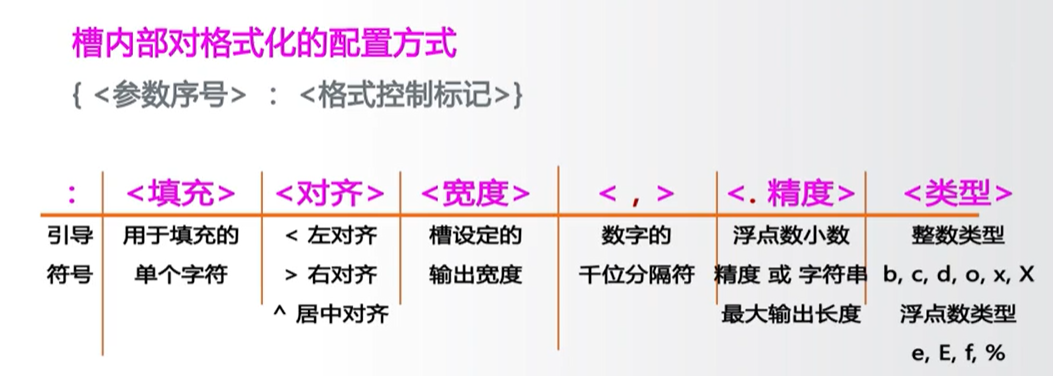 槽内部对格式化的配置方式
{ <参数序号> : <格式控制标记>}
: <填充> <对齐> <宽度> < , > <. 精度> <类型>
引导 用于填充的 < 左对齐 槽设定的 数字的 浮点数小数 整数类型
符号 单个字符 > 右对齐 输出宽度 千位分隔符 精度 或 字符串 b, c, d, o, x, X
^ 居中对齐 最大输出长度 浮点数类型
e, E, f, %